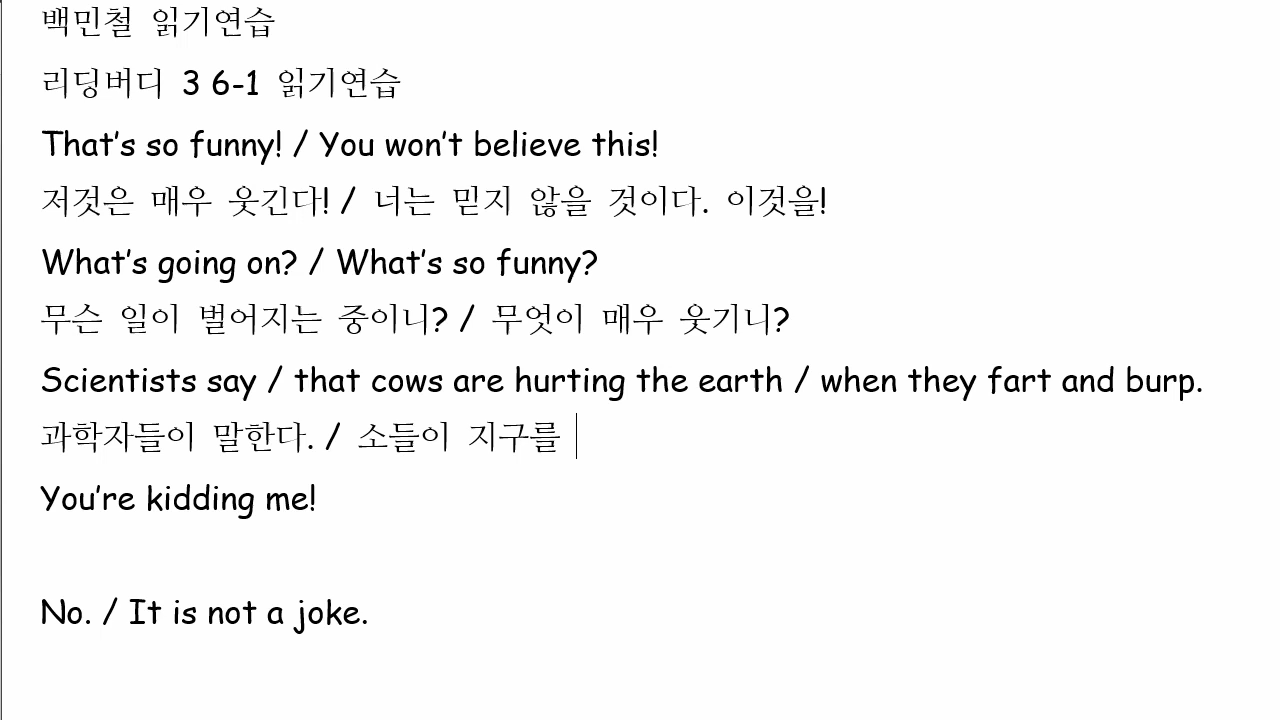 백민철 읽기연습
리딩버디 3 6-1 읽기연습
That's so funny! / You won't believe this!
저것은 매우 웃긴다! / 너는 믿지 않을 것이다. 이것을!
What's going on? / What's so funny?
무슨 일이 벌어지는 중이니? / 무엇이 매우 웃기니?
Scientists say / that cows are hurting the earth / when they fart and burp.
과학자들이 말한다. / 소들이 지구를
You're kidding me!
No. / It is not a joke.